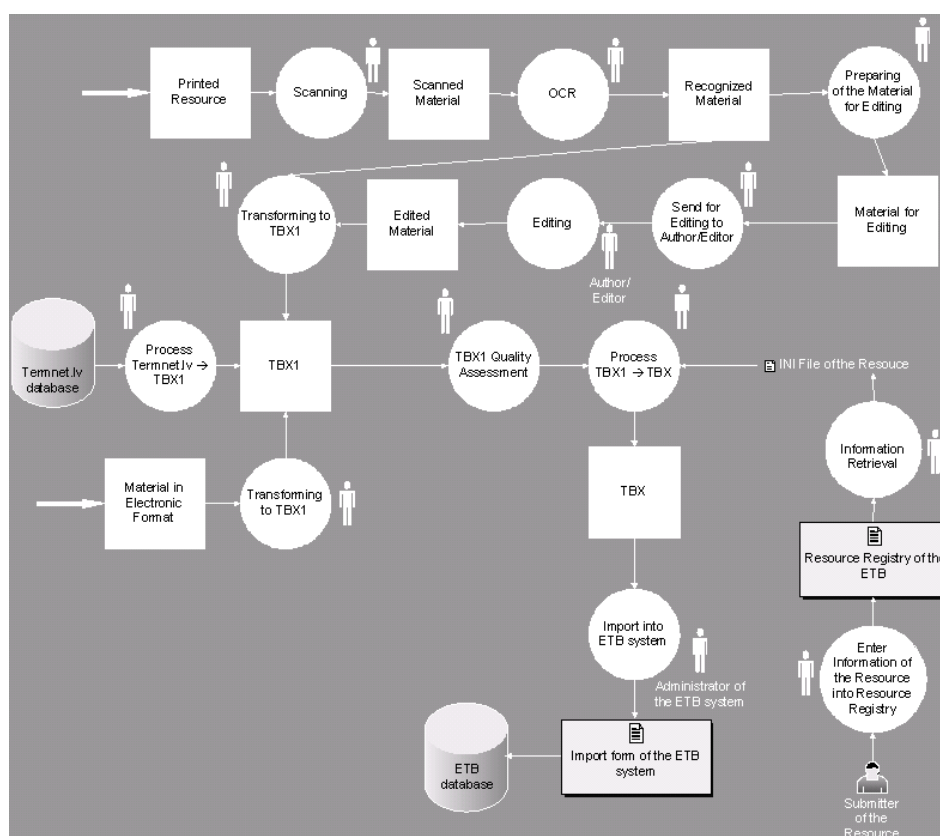 Printed
Resource
Scanning
Scanned
Material
OCR
Recognized
Material
Preparing
of the Material
for Editing
Transforming to
TBX1
Edited
Material
Editing
Send for
Editing to
Author/Editor
Material for
Editing
Author/
Editor
Termnet.lv
database
Process
Termnet.lv →
TBX1
TBX1
TBX1 Quality
Assessment
Process
TBX1 → TBX
INI File of the Resouce
Information
Retrieval
Material in
Electronic
Format
Transforming
to TBX1
TBX
Resource Registry of the
ETB
Import into
ETB system
Administrator of
the ETB system
Enter
Information of
the Resource
into Resource
Registry
ETB
database
Import form of the ETB
system
Submitter
of the
Resource